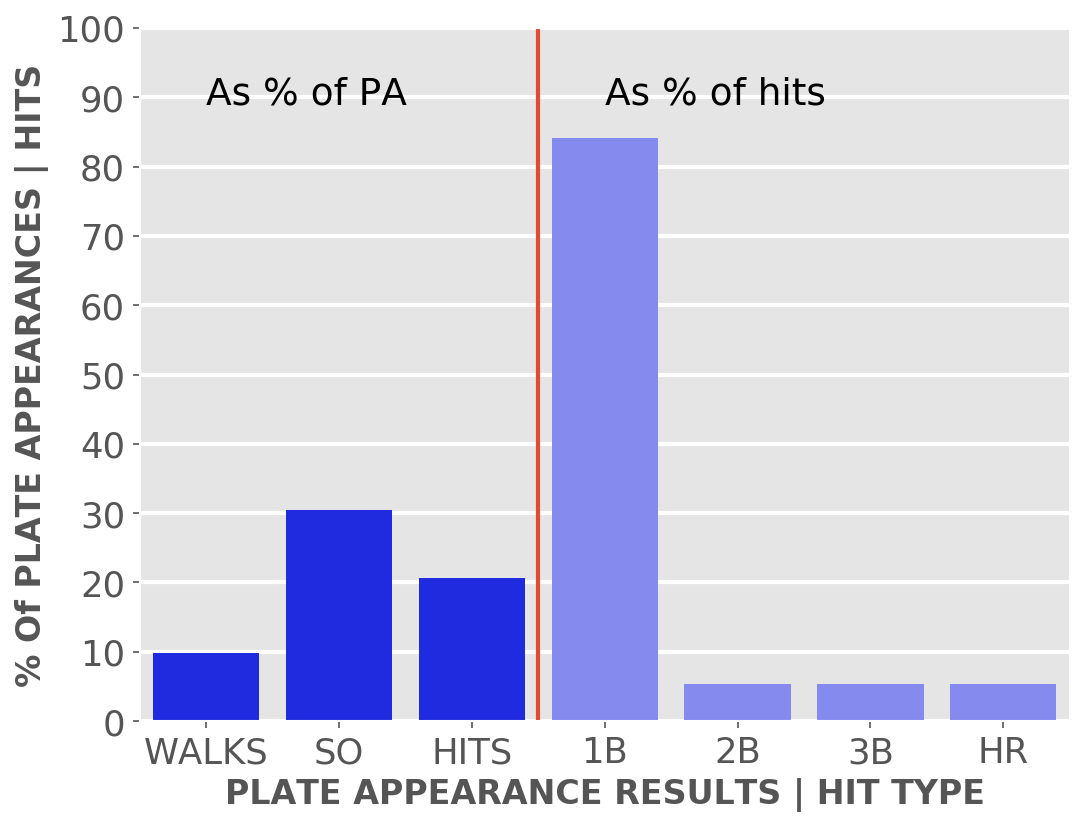 % Of PLATE APPEARANCES | HITS
100
90
80
70
60
50
40
30
20
10
0
As % of PA
As % of hits
WALKS SO HITS 1B 2B 3B HR
PLATE APPEARANCE RESULTS | HIT TYPE